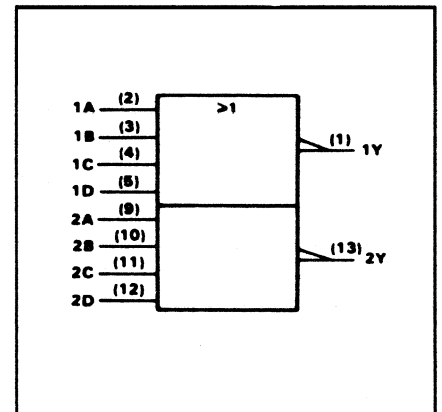 1A (2) >1
1B (3)
(1) 1Y
1C (4)
1D (5)
2A (9)
2B (10)
(13) 2Y
2C (11)
2D (12)